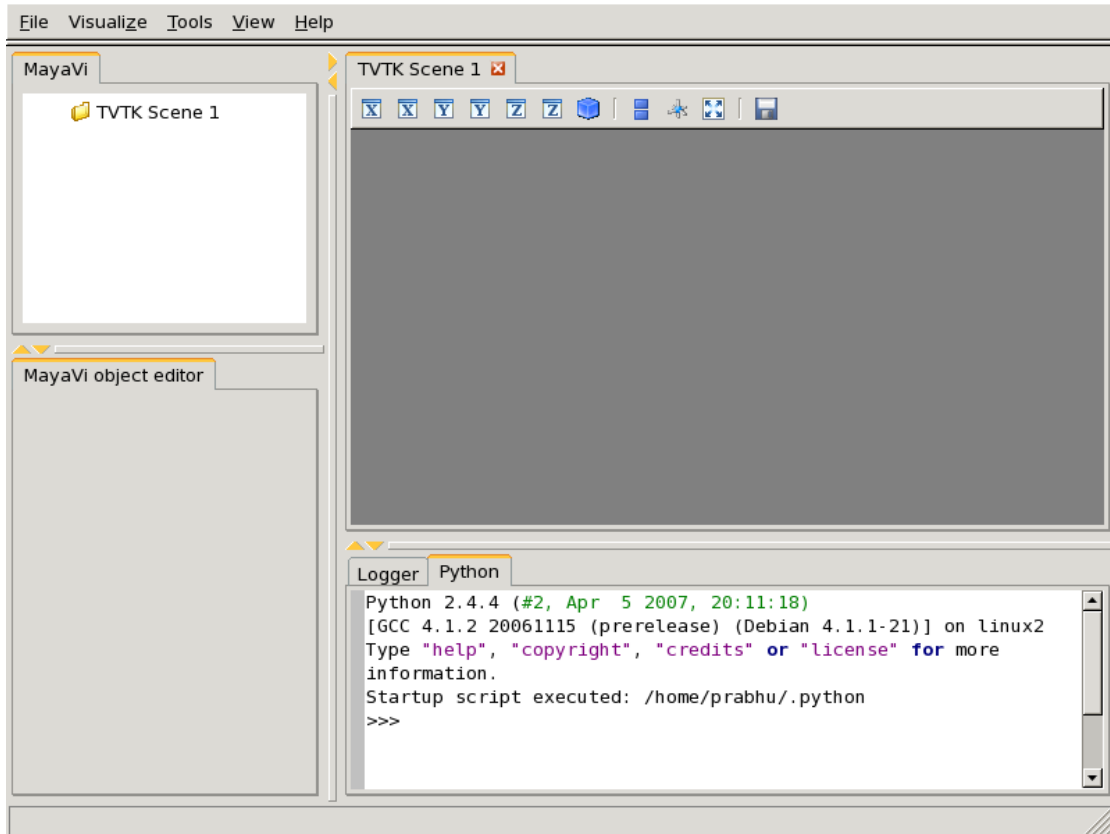 File Visualize Tools View Help
MayaVi
TVTK Scene 1
TVTK Scene 1
X X Y Y Z Z
MayaVi object editor
Logger Python
Python 2.4.4 (#2, Apr  5 2007, 20:11:18)
[GCC 4.1.2 20061115 (prerelease) (Debian 4.1.1-21)] on linux2
Type "help", "copyright", "credits" or "license" for more
information.
Startup script executed: /home/prabhu/.python
>>>